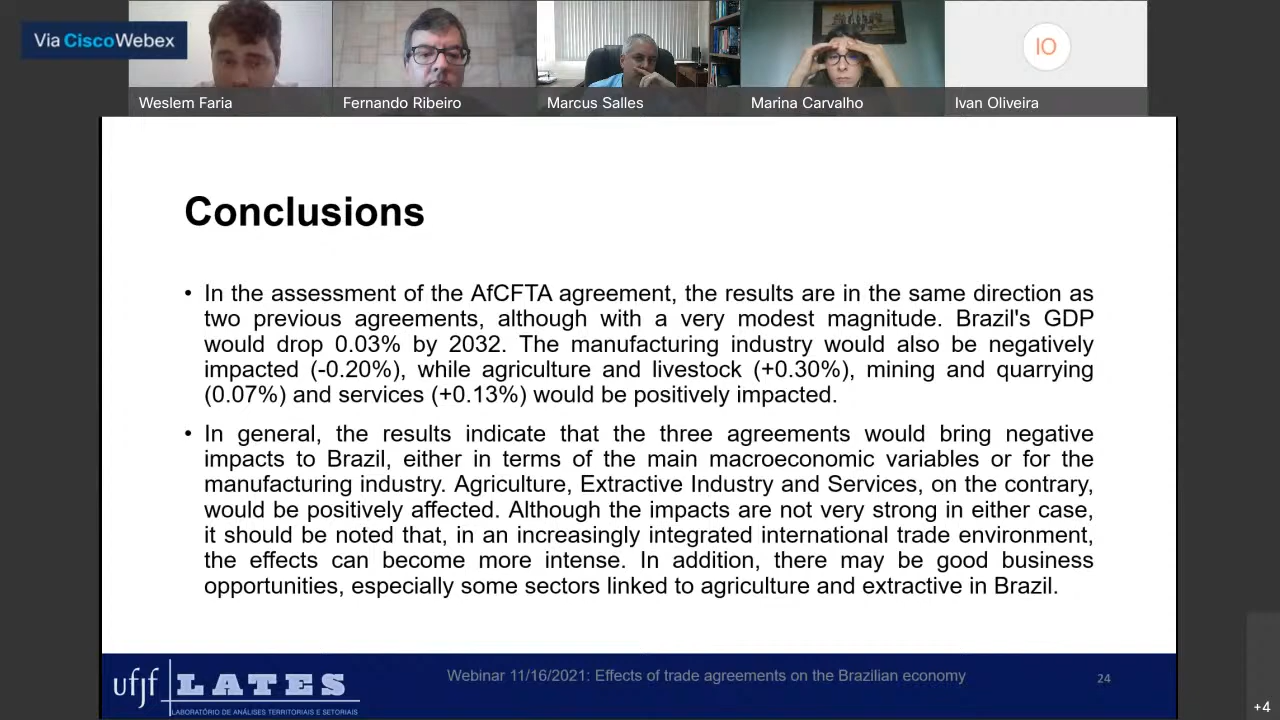 Via CiscoWebex
Weslem Faria
Fernando Ribeiro
Marcus Salles
Marina Carvalho
IO
Ivan Oliveira
Conclusions
• In the assessment of the AfCFTA agreement, the results are in the same direction as
two previous agreements, although with a very modest magnitude. Brazil's GDP
would drop 0.03% by 2032. The manufacturing industry would also be negatively
impacted (-0.20%), while agriculture and livestock (+0.30%), mining and quarrying
(0.07%) and services (+0.13%) would be positively impacted.
• In general, the results indicate that the three agreements would bring negative
impacts to Brazil, either in terms of the main macroeconomic variables or for the
manufacturing industry. Agriculture, Extractive Industry and Services, on the contrary,
would be positively affected. Although the impacts are not very strong in either case,
it should be noted that, in an increasingly integrated international trade environment,
the effects can become more intense. In addition, there may be good business
opportunities, especially some sectors linked to agriculture and extractive in Brazil.
ufjf LATES
LABORATÓRIO DE ANÁLISES TERRITORIAIS E SETORIAIS
Webinar 11/16/2021: Effects of trade agreements on the Brazilian economy
24
+4